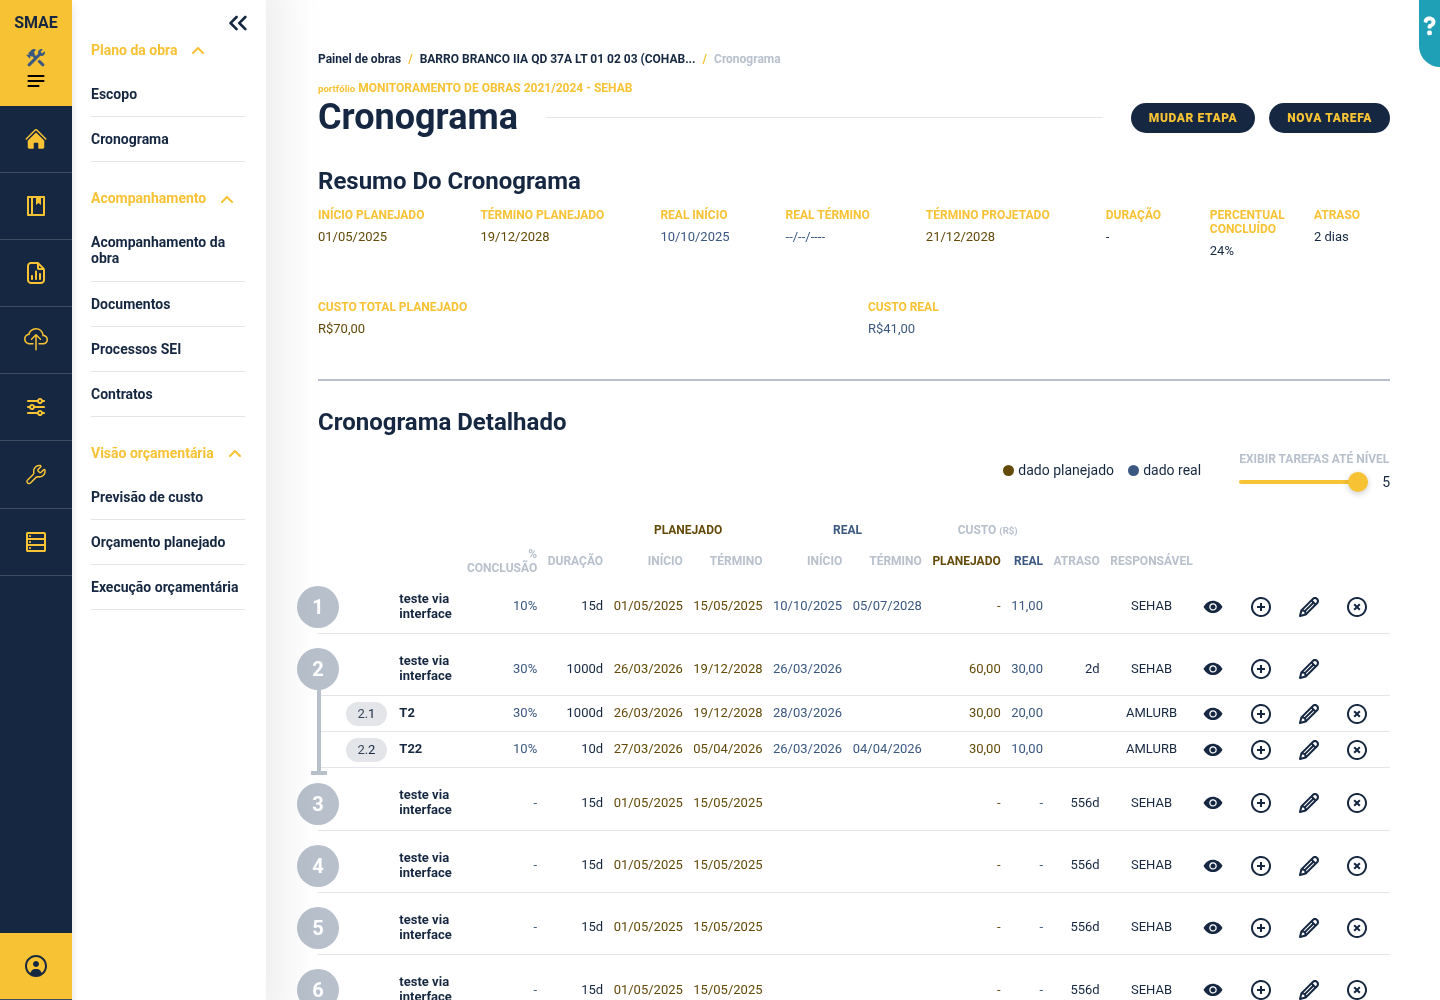 SMAE
Plano da obra
Escopo
Cronograma
Acompanhamento
Acompanhamento da
obra
Documentos
Processos SEI
Contratos
Visão orçamentária
Previsão de custo
Orçamento planejado
Execução orçamentária
?
Painel de obras / BARRO BRANCO IIA QD 37A LT 01 02 03 (COHAB... / Cronograma
portfólio MONITORAMENTO DE OBRAS 2021/2024 - SEHAB
Cronograma
MUDAR ETAPA NOVA TAREFA
Resumo Do Cronograma
INÍCIO PLANEJADO TÉRMINO PLANEJADO REAL INÍCIO REAL TÉRMINO TÉRMINO PROJETADO DURAÇÃO PERCENTUAL ATRASO
CONCLUÍDO
01/05/2025 19/12/2028 10/10/2025 --/--/---- 21/12/2028 - 2 dias
24%
CUSTO TOTAL PLANEJADO CUSTO REAL
R$70,00 R$41,00
Cronograma Detalhado
dado planejado dado real
EXIBIR TAREFAS ATÉ NÍVEL
5
PLANEJADO REAL CUSTO (R$)
%
CONCLUSÃO DURAÇÃO INÍCIO TÉRMINO INÍCIO TÉRMINO PLANEJADO REAL ATRASO RESPONSÁVEL
1 teste via
interface 10% 15d 01/05/2025 15/05/2025 10/10/2025 05/07/2028 - 11,00 SEHAB
2 teste via
interface 30% 1000d 26/03/2026 19/12/2028 26/03/2026 60,00 30,00 2d SEHAB
2.1 T2 30% 1000d 26/03/2026 19/12/2028 28/03/2026 30,00 20,00 AMLURB
2.2 T22 10% 10d 27/03/2026 05/04/2026 26/03/2026 04/04/2026 30,00 10,00 AMLURB
3 teste via
interface - 15d 01/05/2025 15/05/2025 - - 556d SEHAB
4 teste via
interface - 15d 01/05/2025 15/05/2025 - - 556d SEHAB
5 teste via
interface - 15d 01/05/2025 15/05/2025 - - 556d SEHAB
6 teste via
interface - 15d 01/05/2025 15/05/2025 - - 556d SEHAB